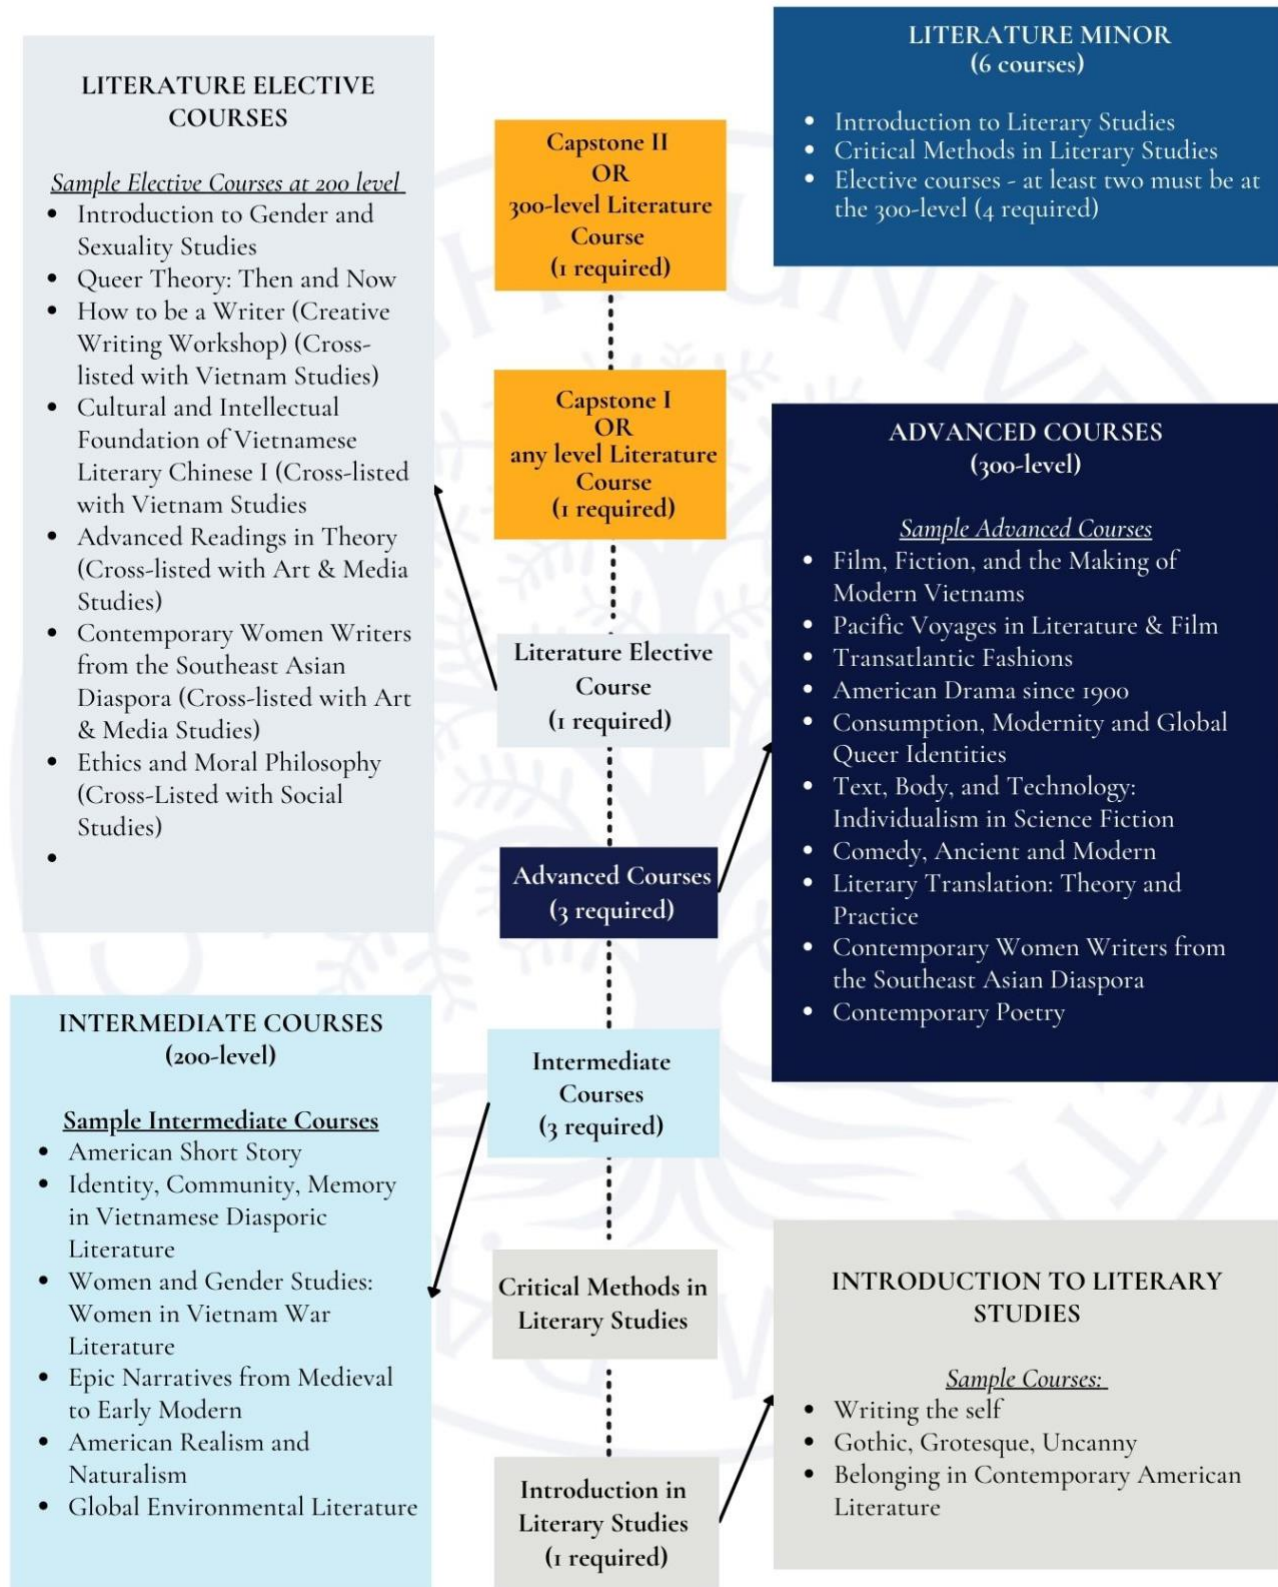 LITERATURE ELECTIVE
COURSES
Sample Elective Courses at 200 level
• Introduction to Gender and
Sexuality Studies
• Queer Theory: Then and Now
• How to be a Writer (Creative
Writing Workshop) (Cross-
listed with Vietnam Studies)
• Cultural and Intellectual
Foundation of Vietnamese
Literary Chinese I (Cross-listed
with Vietnam Studies
• Advanced Readings in Theory
(Cross-listed with Art & Media
Studies)
• Contemporary Women Writers
from the Southeast Asian
Diaspora (Cross-listed with Art
& Media Studies)
• Ethics and Moral Philosophy
(Cross-Listed with Social
Studies)
•
INTERMEDIATE COURSES
(200-level)
Sample Intermediate Courses
• American Short Story
• Identity, Community, Memory
in Vietnamese Diasporic
Literature
• Women and Gender Studies:
Women in Vietnam War
Literature
• Epic Narratives from Medieval
to Early Modern
• American Realism and
Naturalism
• Global Environmental Literature
Capstone II
OR
300-level Literature
Course
(1 required)
Capstone I
OR
any level Literature
Course
(1 required)
Literature Elective
Course
(1 required)
Advanced Courses
(3 required)
Intermediate
Courses
(3 required)
Critical Methods in
Literary Studies
Introduction in
Literary Studies
(1 required)
LITERATURE MINOR
(6 courses)
• Introduction to Literary Studies
• Critical Methods in Literary Studies
• Elective courses - at least two must be at
the 300-level (4 required)
ADVANCED COURSES
(300-level)
Sample Advanced Courses
• Film, Fiction, and the Making of
Modern Vietnams
• Pacific Voyages in Literature & Film
• Transatlantic Fashions
• American Drama since 1900
• Consumption, Modernity and Global
Queer Identities
• Text, Body, and Technology:
Individualism in Science Fiction
• Comedy, Ancient and Modern
• Literary Translation: Theory and
Practice
• Contemporary Women Writers from
the Southeast Asian Diaspora
• Contemporary Poetry
INTRODUCTION TO LITERARY
STUDIES
Sample Courses:
• Writing the self
• Gothic, Grotesque, Uncanny
• Belonging in Contemporary American
Literature